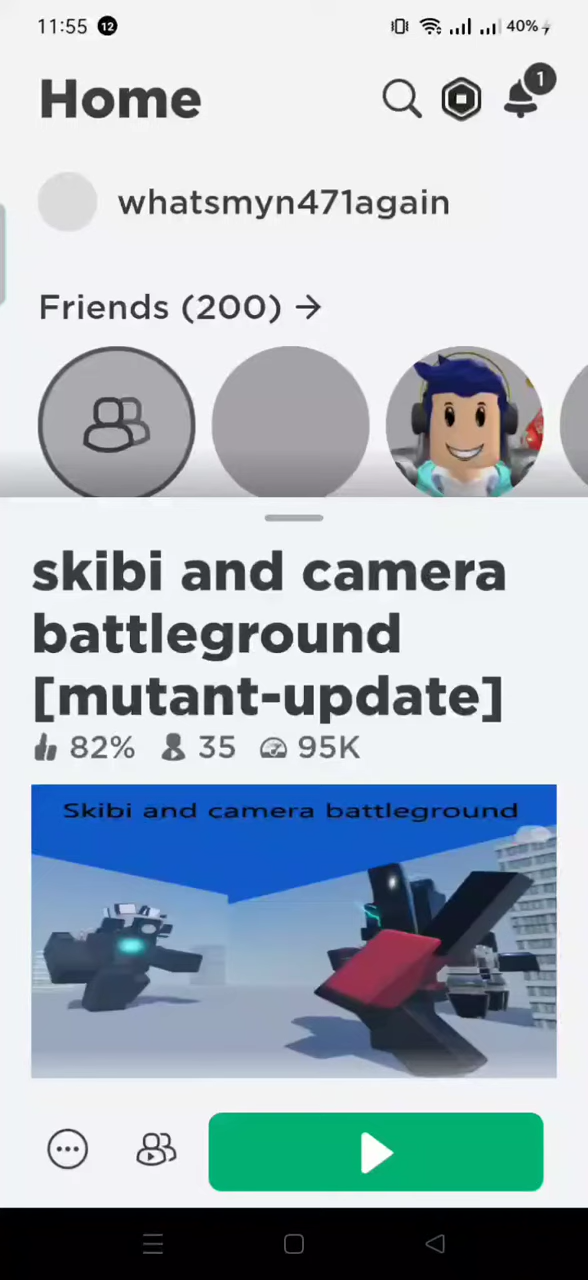 11:55 12 40%
Home
1
whatsmyn471again
Friends (200) →
skibi and camera
battleground
[mutant-update]
82% 35 95K
Skibi and camera battleground